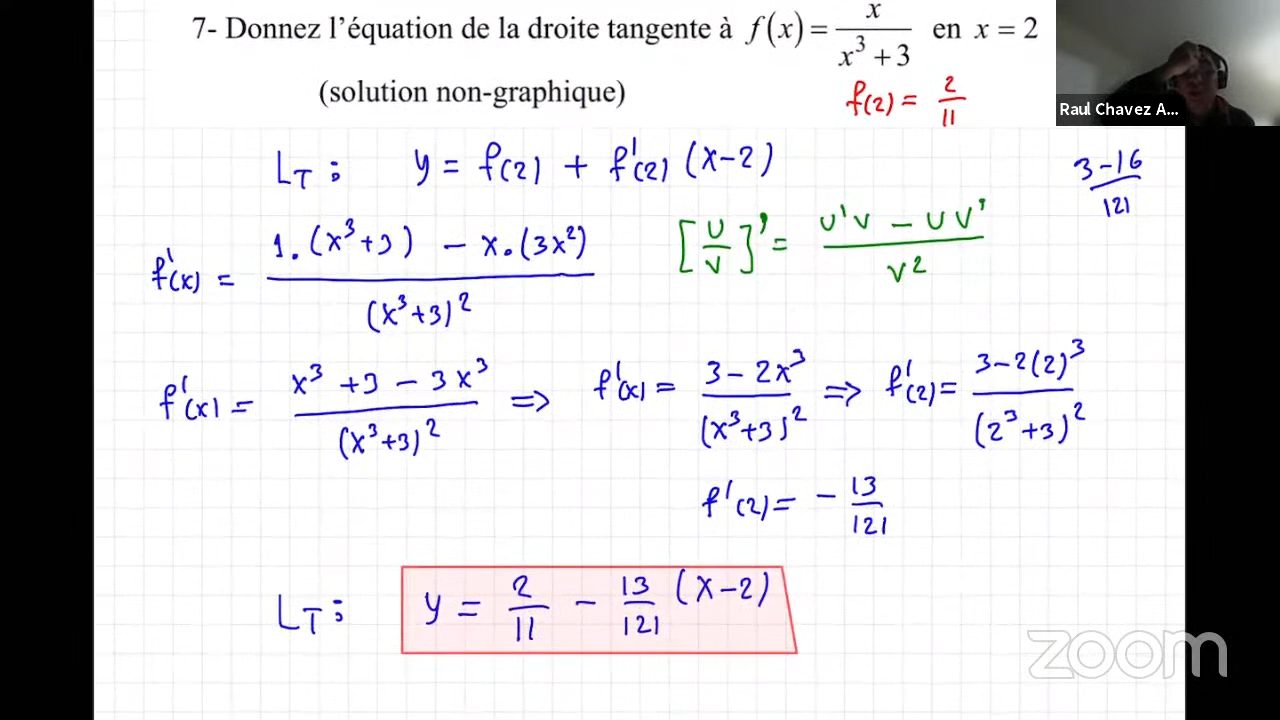 7- Donnez l'équation de la droite tangente à f(x) = x / (x³ + 3) en x = 2
(solution non-graphique)
f(2) = 2/11
Raul Chavez A...
L_T : y = f(2) + f'(2) (x-2)
3-16 / 121
f'(x) = 1.(x³+3) - x.(3x²) / (x³+3)²
[U/V]' = U'V - UV' / V²
f'(x) = x³ + 3 - 3x³ / (x³+3)² => f'(x) = 3 - 2x³ / (x³+3)² => f'(2) = 3-2(2)³ / (2³+3)²
f'(2) = - 13/121
L_T : y = 2/11 - 13/121 (x-2)
zoom